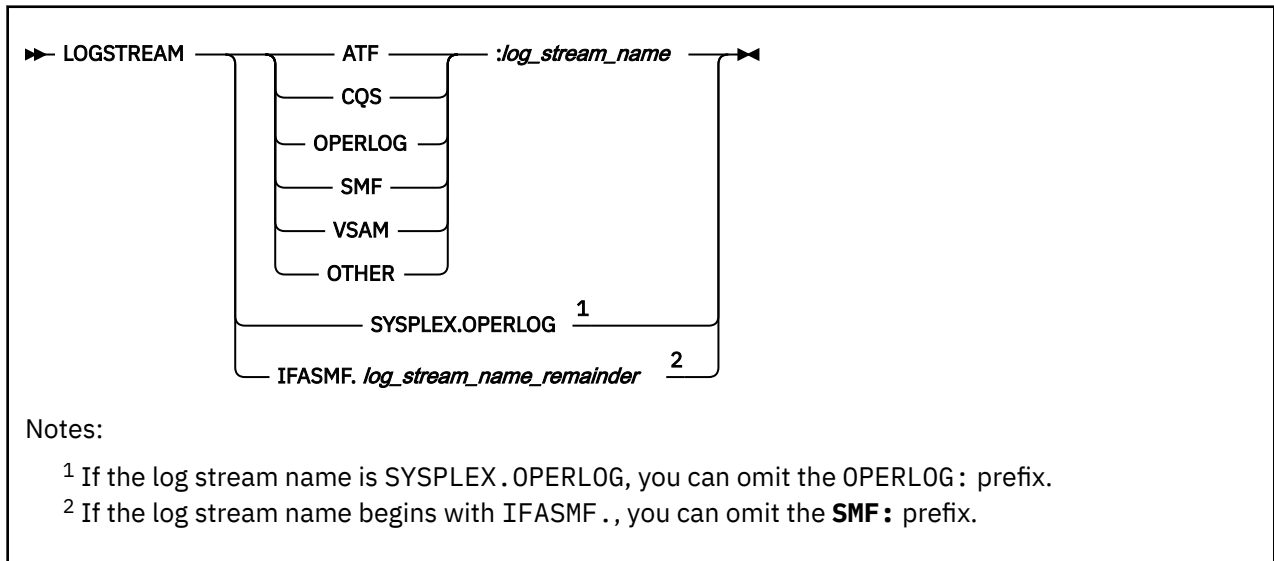 LOGSTREAM ATF :log_stream_name
CQS
OPERLOG
SMF
VSAM
OTHER
SYSPLEX.OPERLOG 1
IFASMF. log_stream_name_remainder 2
Notes:
1 If the log stream name is SYSPLEX.OPERLOG, you can omit the OPERLOG: prefix.
2 If the log stream name begins with IFASMF., you can omit the SMF: prefix.